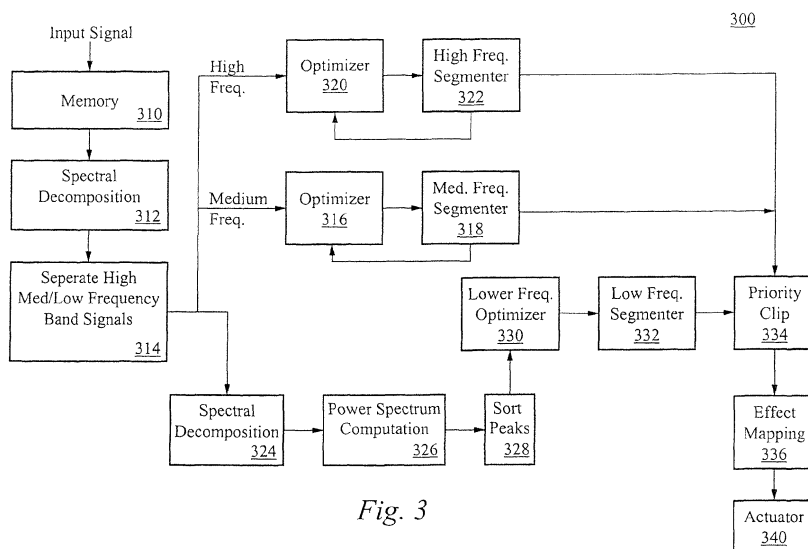 300
Input Signal
Memory
310
Spectral
Decomposition
312
Seperate High
Med/Low Frequency
Band Signals
314
High
Freq.
Optimizer
320
High Freq.
Segmenter
322
Medium
Freq.
Optimizer
316
Med. Freq.
Segmenter
318
Spectral
Decomposition
324
Power Spectrum
Computation
326
Sort
Peaks
328
Lower Freq.
Optimizer
330
Low Freq.
Segmenter
332
Priority
Clip
334
Effect
Mapping
336
Actuator
340
Fig. 3